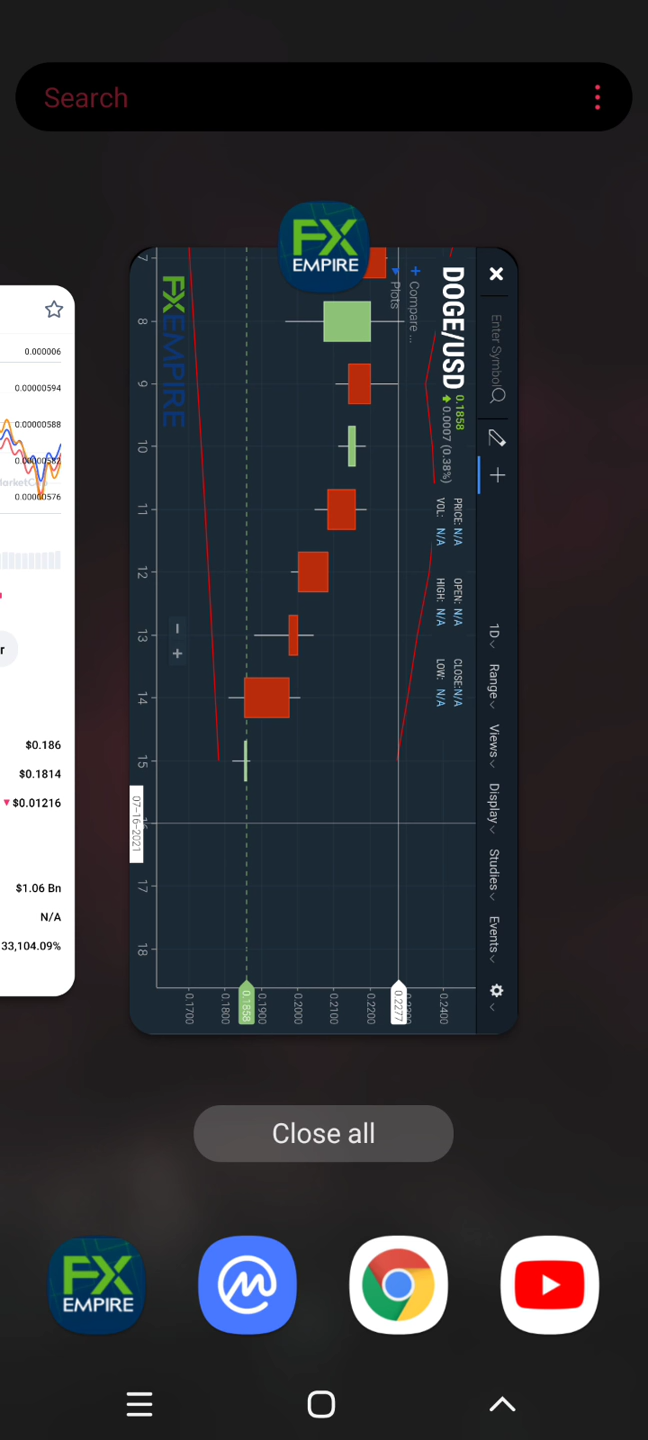 Search
FX
EMPIRE
0.000006
0.00000594
0.00000588
0.00000582
0.00000576
r
$0.186
$0.1814
▼ $0.01216
$1.06 Bn
N/A
33,104.09%
×
Enter Symbol
1D
Range
Views
Display
Studies
Events
DOGE/USD
0.1858
0.0007 (0.38%)
PRICE: N/A
OPEN: N/A
CLOSE: N/A
VOL: N/A
HIGH: N/A
LOW: N/A
+ Compare ...
Plots
0.2400
0.2277
0.2200
0.2100
0.2000
0.1900
0.1858
0.1800
0.1700
FXEMPIRE
- +
7 8 9 10 11 12 13 14 15 17 18
07-16-2021
Close all
FX
EMPIRE